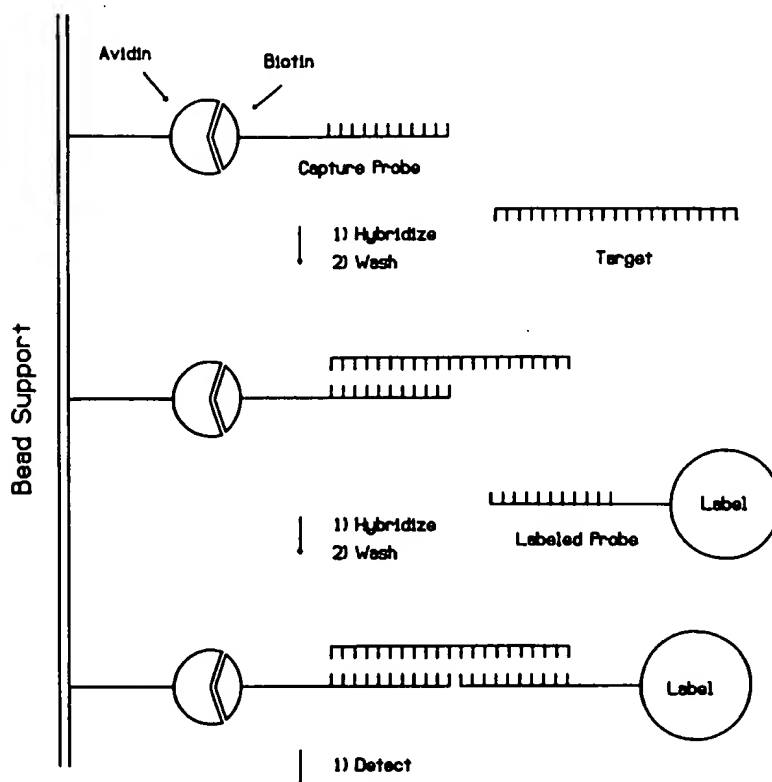 Avidin
Biotin
Capture Probe
1) Hybridize
2) Wash
Target
Bead Support
1) Hybridize
2) Wash
Label
Labeled Probe
Label
1) Detect